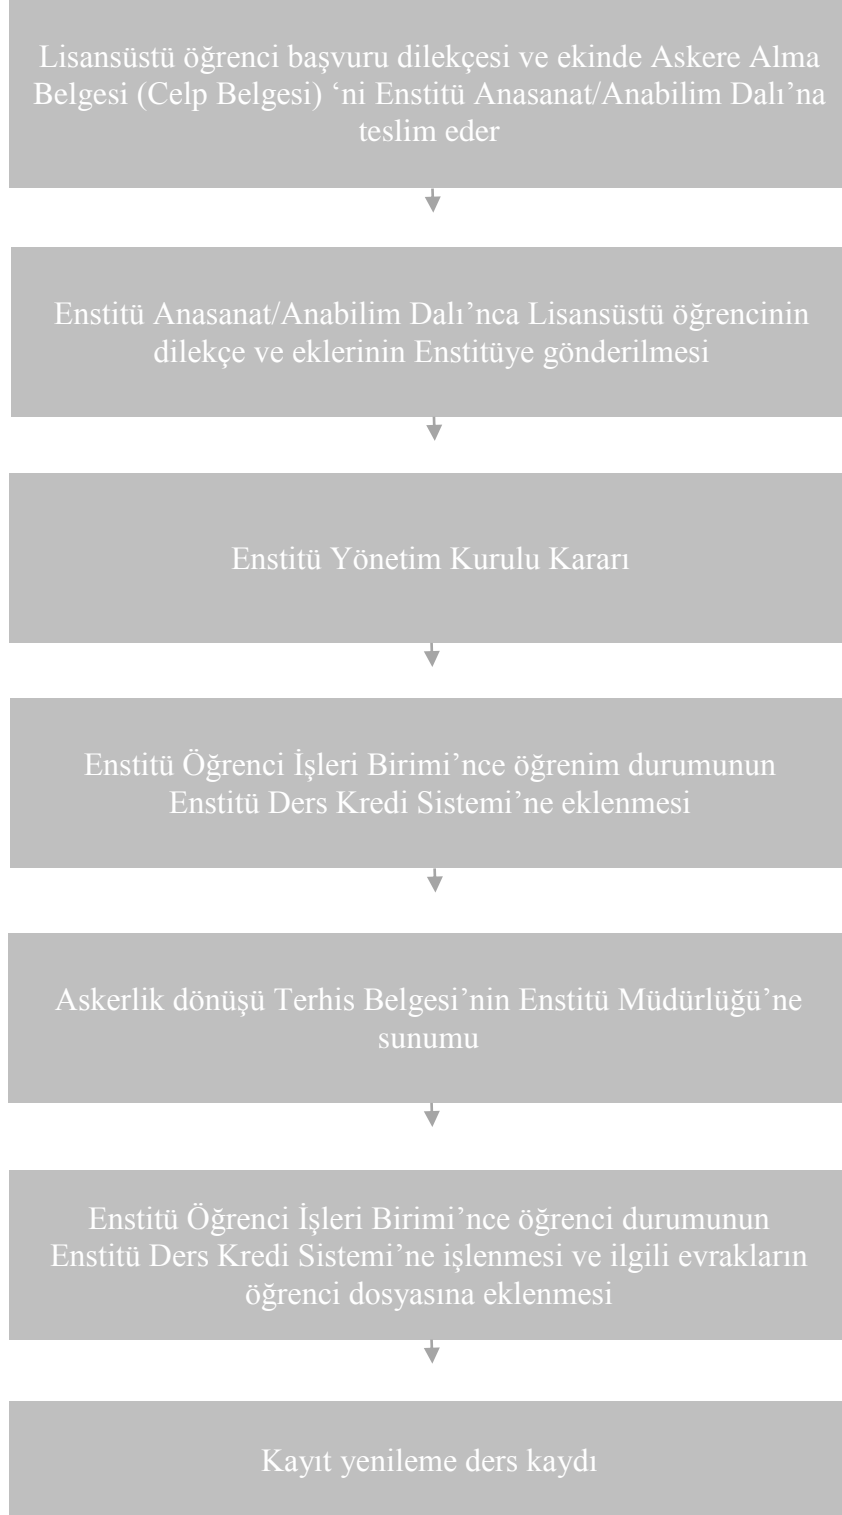 Lisansüstü öğrenci başvuru dilekçesi ve ekinde Askere Alma
Belgesi (Celp Belgesi) ‘ni Enstitü Anasanat/Anabilim Dalı’na
teslim eder
Enstitü Anasanat/Anabilim Dalı’nca Lisansüstü öğrencinin
dilekçe ve eklerinin Enstitüye gönderilmesi
Enstitü Yönetim Kurulu Kararı
Enstitü Öğrenci İşleri Birimi’nce öğrenim durumunun
Enstitü Ders Kredi Sistemi’ne eklenmesi
Askerlik dönüşü Terhis Belgesi’nin Enstitü Müdürlüğü’ne
sunumu
Enstitü Öğrenci İşleri Birimi’nce öğrenci durumunun
Enstitü Ders Kredi Sistemi’ne işlenmesi ve ilgili evrakların
öğrenci dosyasına eklenmesi
Kayıt yenileme ders kaydı